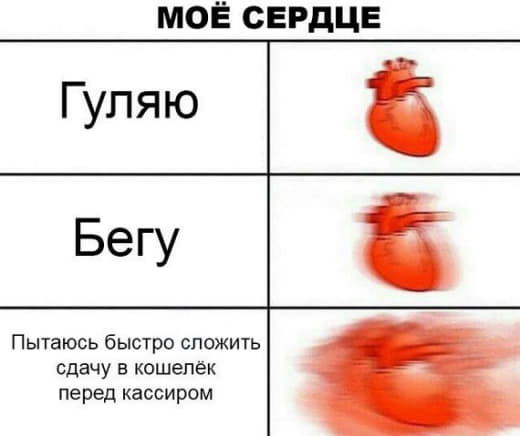 МОЁ СЕРДЦЕ
Гуляю
Бегу
Пытаюсь быстро сложить
сдачу в кошелёк
перед кассиром